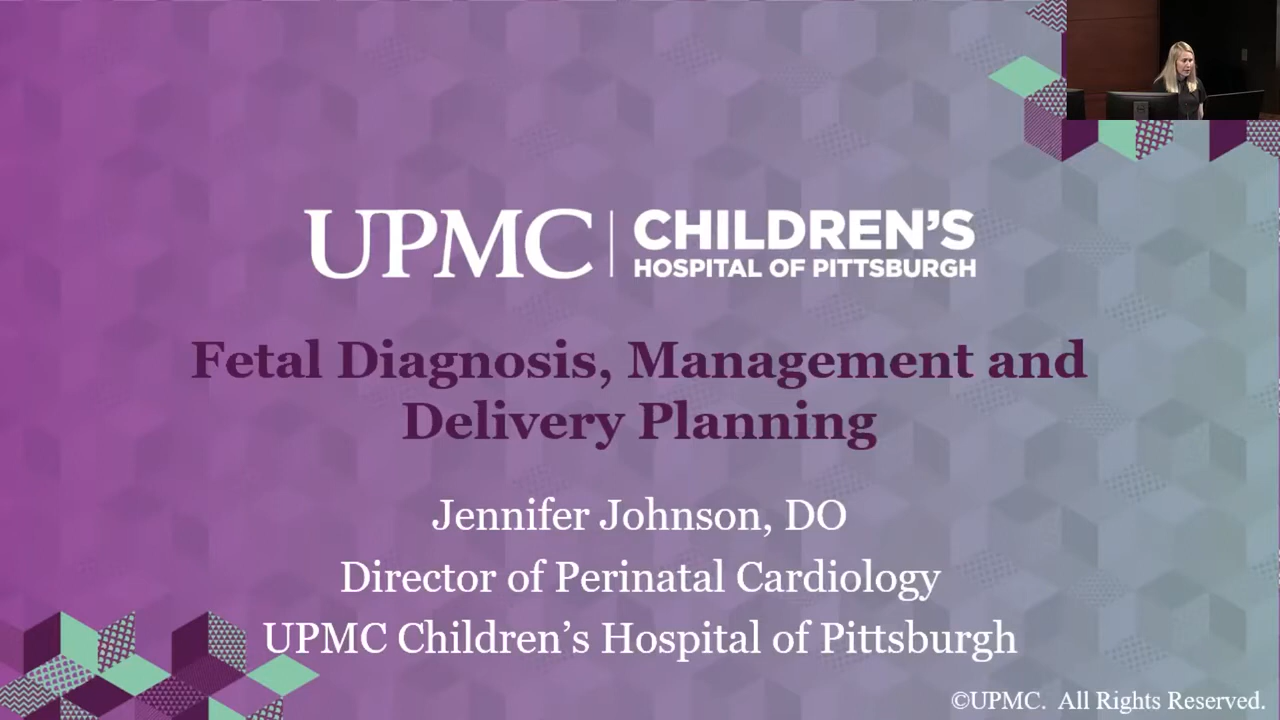 UPMC | CHILDREN'S
HOSPITAL OF PITTSBURGH
Fetal Diagnosis, Management and
Delivery Planning
Jennifer Johnson, DO
Director of Perinatal Cardiology
UPMC Children’s Hospital of Pittsburgh
©UPMC. All Rights Reserved.